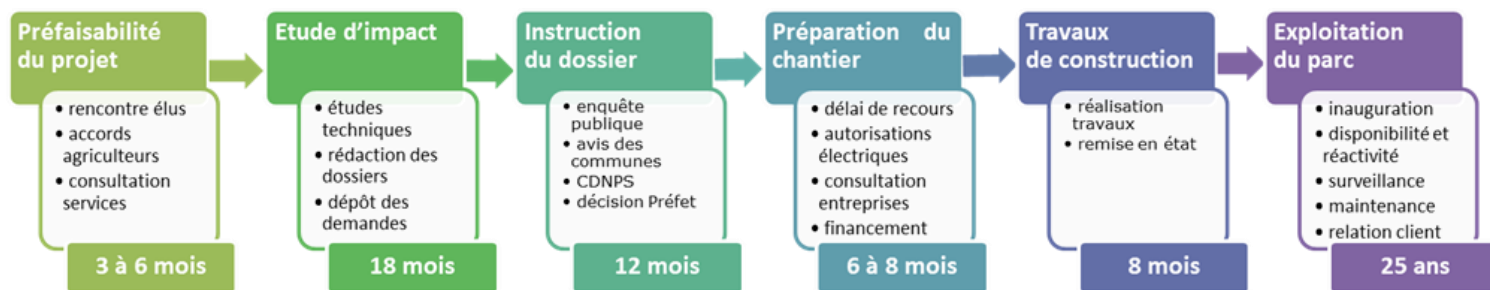 Préfaisabilité
du projet
• rencontre élus
• accords
agriculteurs
• consultation
services
3 à 6 mois
Etude d'impact
• études
techniques
• rédaction des
dossiers
• dépôt des
demandes
18 mois
Instruction
du dossier
• enquête
publique
• avis des
communes
• CDNPS
• décision Préfet
12 mois
Préparation du
chantier
• délai de recours
• autorisations
électriques
• consultation
entreprises
• financement
6 à 8 mois
Travaux
de construction
• réalisation
travaux
• remise en état
8 mois
Exploitation
du parc
• inauguration
• disponibilité et
réactivité
• surveillance
• maintenance
• relation client
25 ans